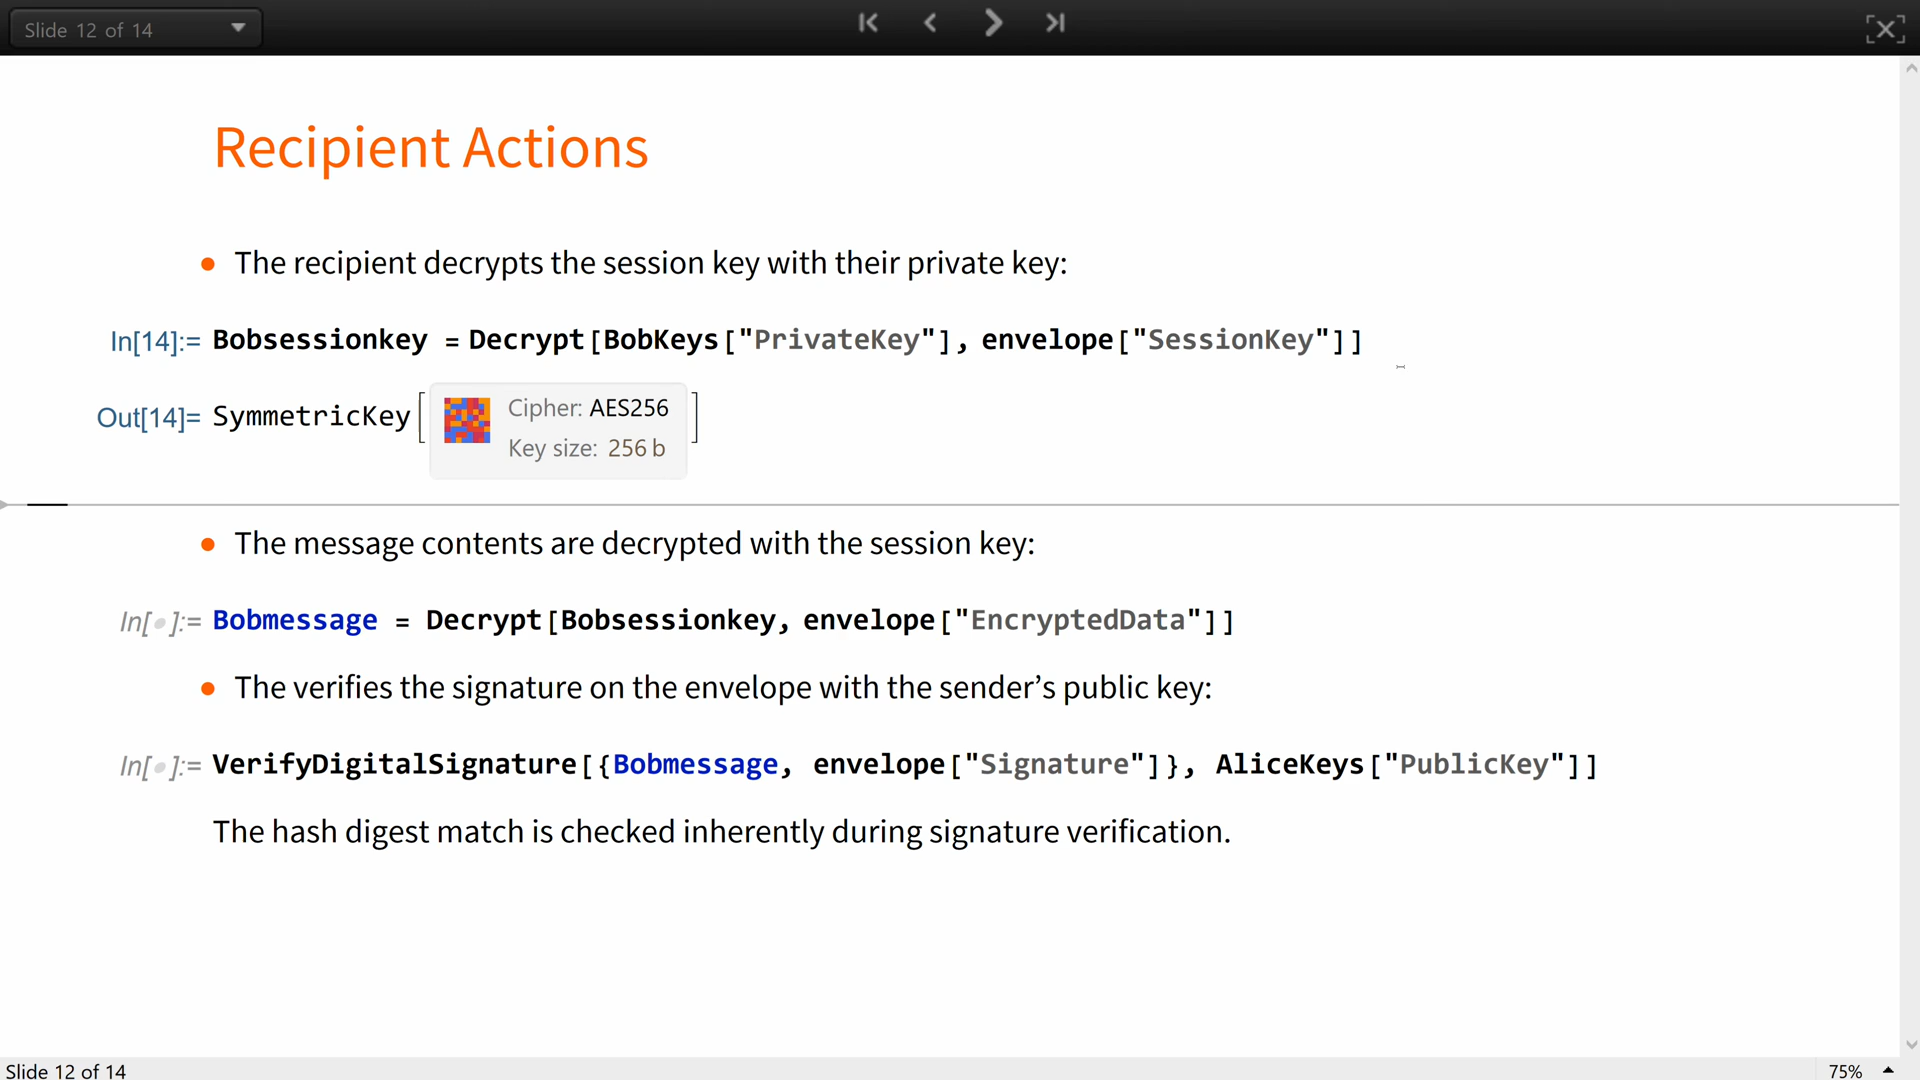 Slide 12 of 14
Recipient Actions
The recipient decrypts the session key with their private key:
In[14]:= Bobsessionkey = Decrypt[BobKeys["PrivateKey"], envelope["SessionKey"]]
Out[14]= SymmetricKey[ Cipher: AES256
Key size: 256 b ]
The message contents are decrypted with the session key:
In[●]:= Bobmessage = Decrypt[Bobsessionkey, envelope["EncryptedData"]]
The verifies the signature on the envelope with the sender’s public key:
In[●]:= VerifyDigitalSignature[{Bobmessage, envelope["Signature"]}, AliceKeys["PublicKey"]]
The hash digest match is checked inherently during signature verification.
Slide 12 of 14
75%